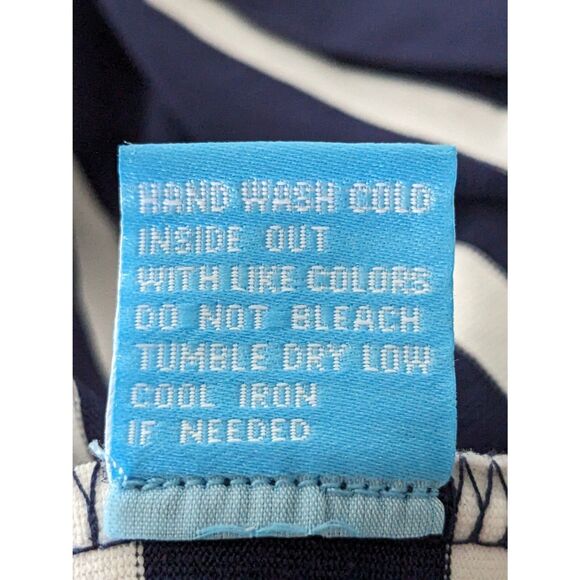 HAND WASH COLD
INSIDE OUT
WITH LIKE COLORS
DO NOT BLEACH
TUMBLE DRY LOW
COOL IRON
IF NEEDED